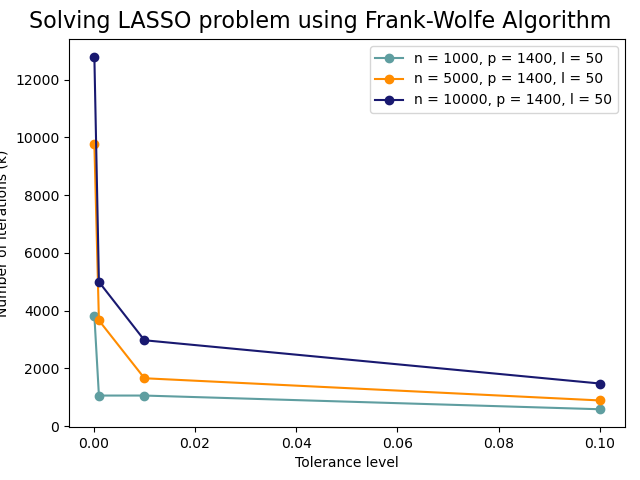 Solving LASSO problem using Frank-Wolfe Algorithm
n = 1000, p = 1400, l = 50
n = 5000, p = 1400, l = 50
n = 10000, p = 1400, l = 50
12000
10000
8000
6000
4000
2000
0
Number of iterations (k)
0.00 0.02 0.04 0.06 0.08 0.10
Tolerance level